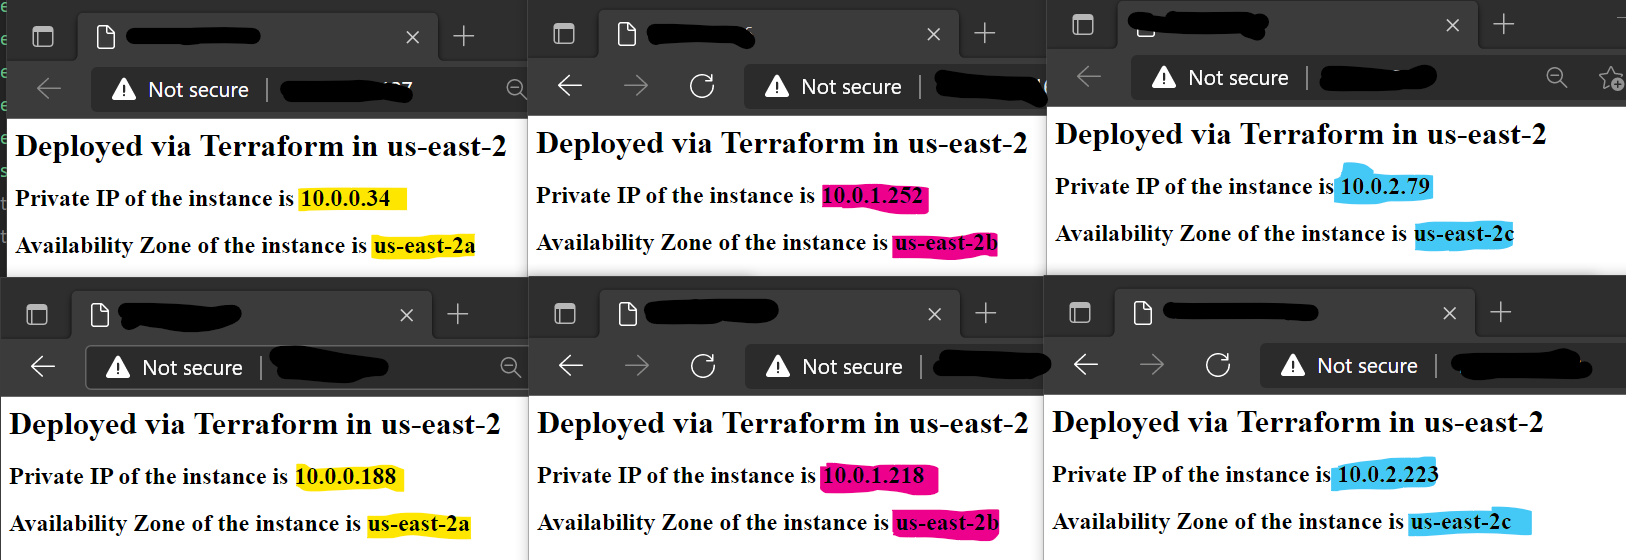 Not secure
Deployed via Terraform in us-east-2
Private IP of the instance is 10.0.0.34
Availability Zone of the instance is us-east-2a
Not secure
Deployed via Terraform in us-east-2
Private IP of the instance is 10.0.1.252
Availability Zone of the instance is us-east-2b
Not secure
Deployed via Terraform in us-east-2
Private IP of the instance is 10.0.2.79
Availability Zone of the instance is us-east-2c
Not secure
Deployed via Terraform in us-east-2
Private IP of the instance is 10.0.0.188
Availability Zone of the instance is us-east-2a
Not secure
Deployed via Terraform in us-east-2
Private IP of the instance is 10.0.1.218
Availability Zone of the instance is us-east-2b
Not secure
Deployed via Terraform in us-east-2
Private IP of the instance is 10.0.2.223
Availability Zone of the instance is us-east-2c